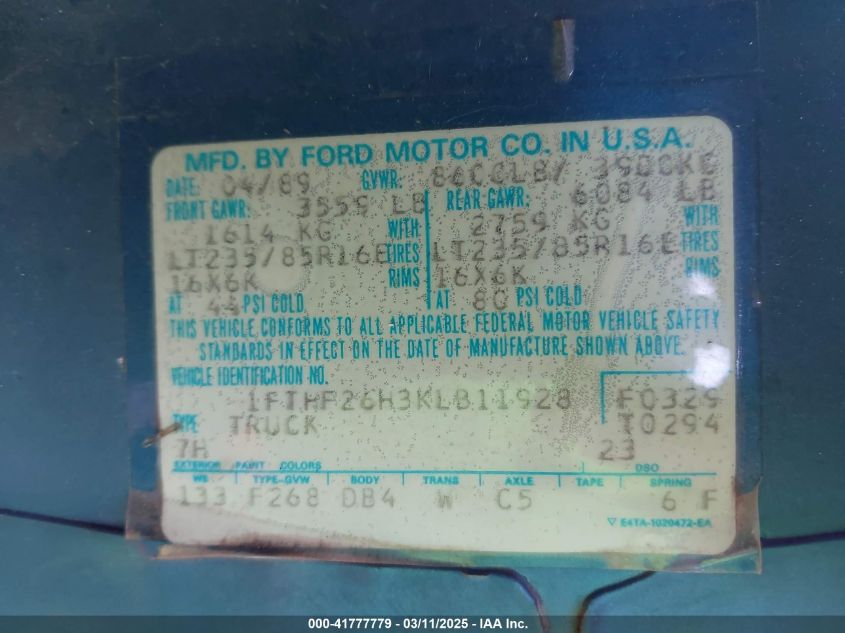 MFD. BY FORD MOTOR CO. IN U.S.A.
DATE: 04/89 GVWR: LB/
FRONT GAWR: 3559 LB REAR GAWR: 6084 LB
1614 KG WITH 2759 KG WITH
LT235/85R16E TIRES LT235/85R16E TIRES
16X6K RIMS 16X6K RIMS
AT 44 PSI COLD AT 80 PSI COLD
THIS VEHICLE CONFORMS TO ALL APPLICABLE FEDERAL MOTOR VEHICLE SAFETY
STANDARDS IN EFFECT ON THE DATE OF MANUFACTURE SHOWN ABOVE.
VEHICLE IDENTIFICATION NO.
1FTHF26H3KLB11928 F0329
TYPE TRUCK T0294
7H 23
EXTERIOR PAINT COLORS DSO
WB TYPE-GVW BODY TRANS AXLE TAPE SPRING
133 F268 DB4 W C5 6 F
▽ E4TA-1020472-EA
000-41777779 - 03/11/2025 - IAA Inc.